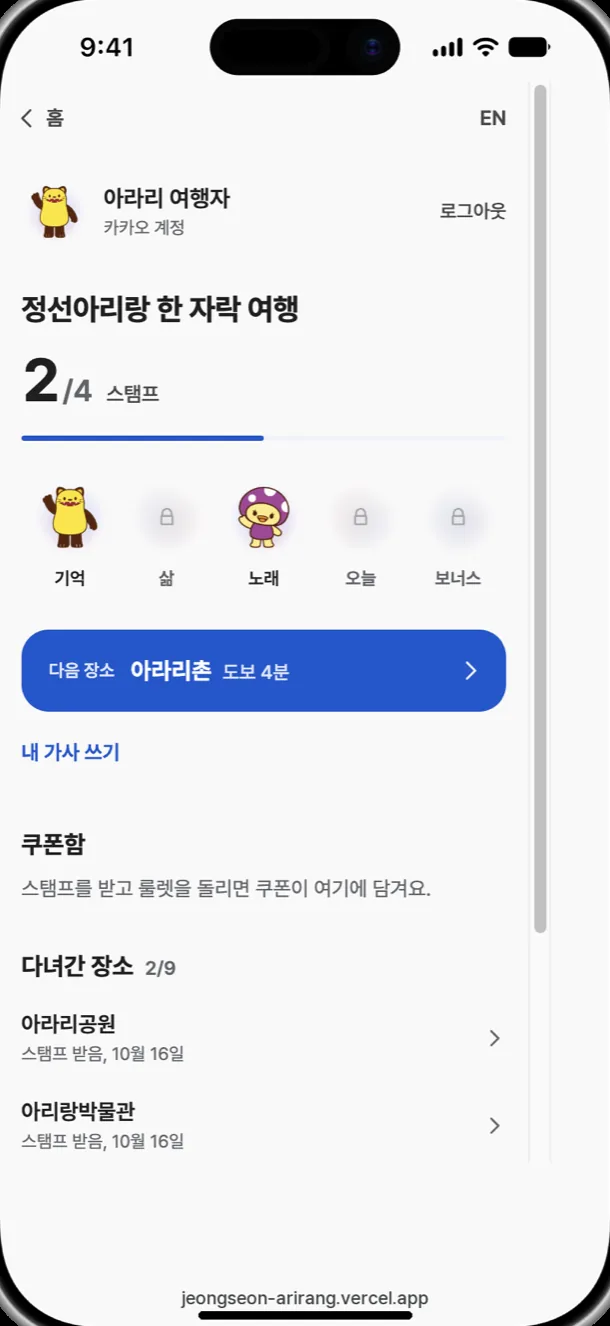 9:41
홈
EN
아라리 여행자
카카오 계정
로그아웃
정선아리랑 한 자락 여행
2/4 스탬프
기억 삶 노래 오늘 보너스
다음 장소 아라리촌 도보 4분
내 가사 쓰기
쿠폰함
스탬프를 받고 룰렛을 돌리면 쿠폰이 여기에 담겨요.
다녀간 장소 2/9
아라리공원
스탬프 받음, 10월 16일
아리랑박물관
스탬프 받음, 10월 16일
jeongseon-arirang.vercel.app